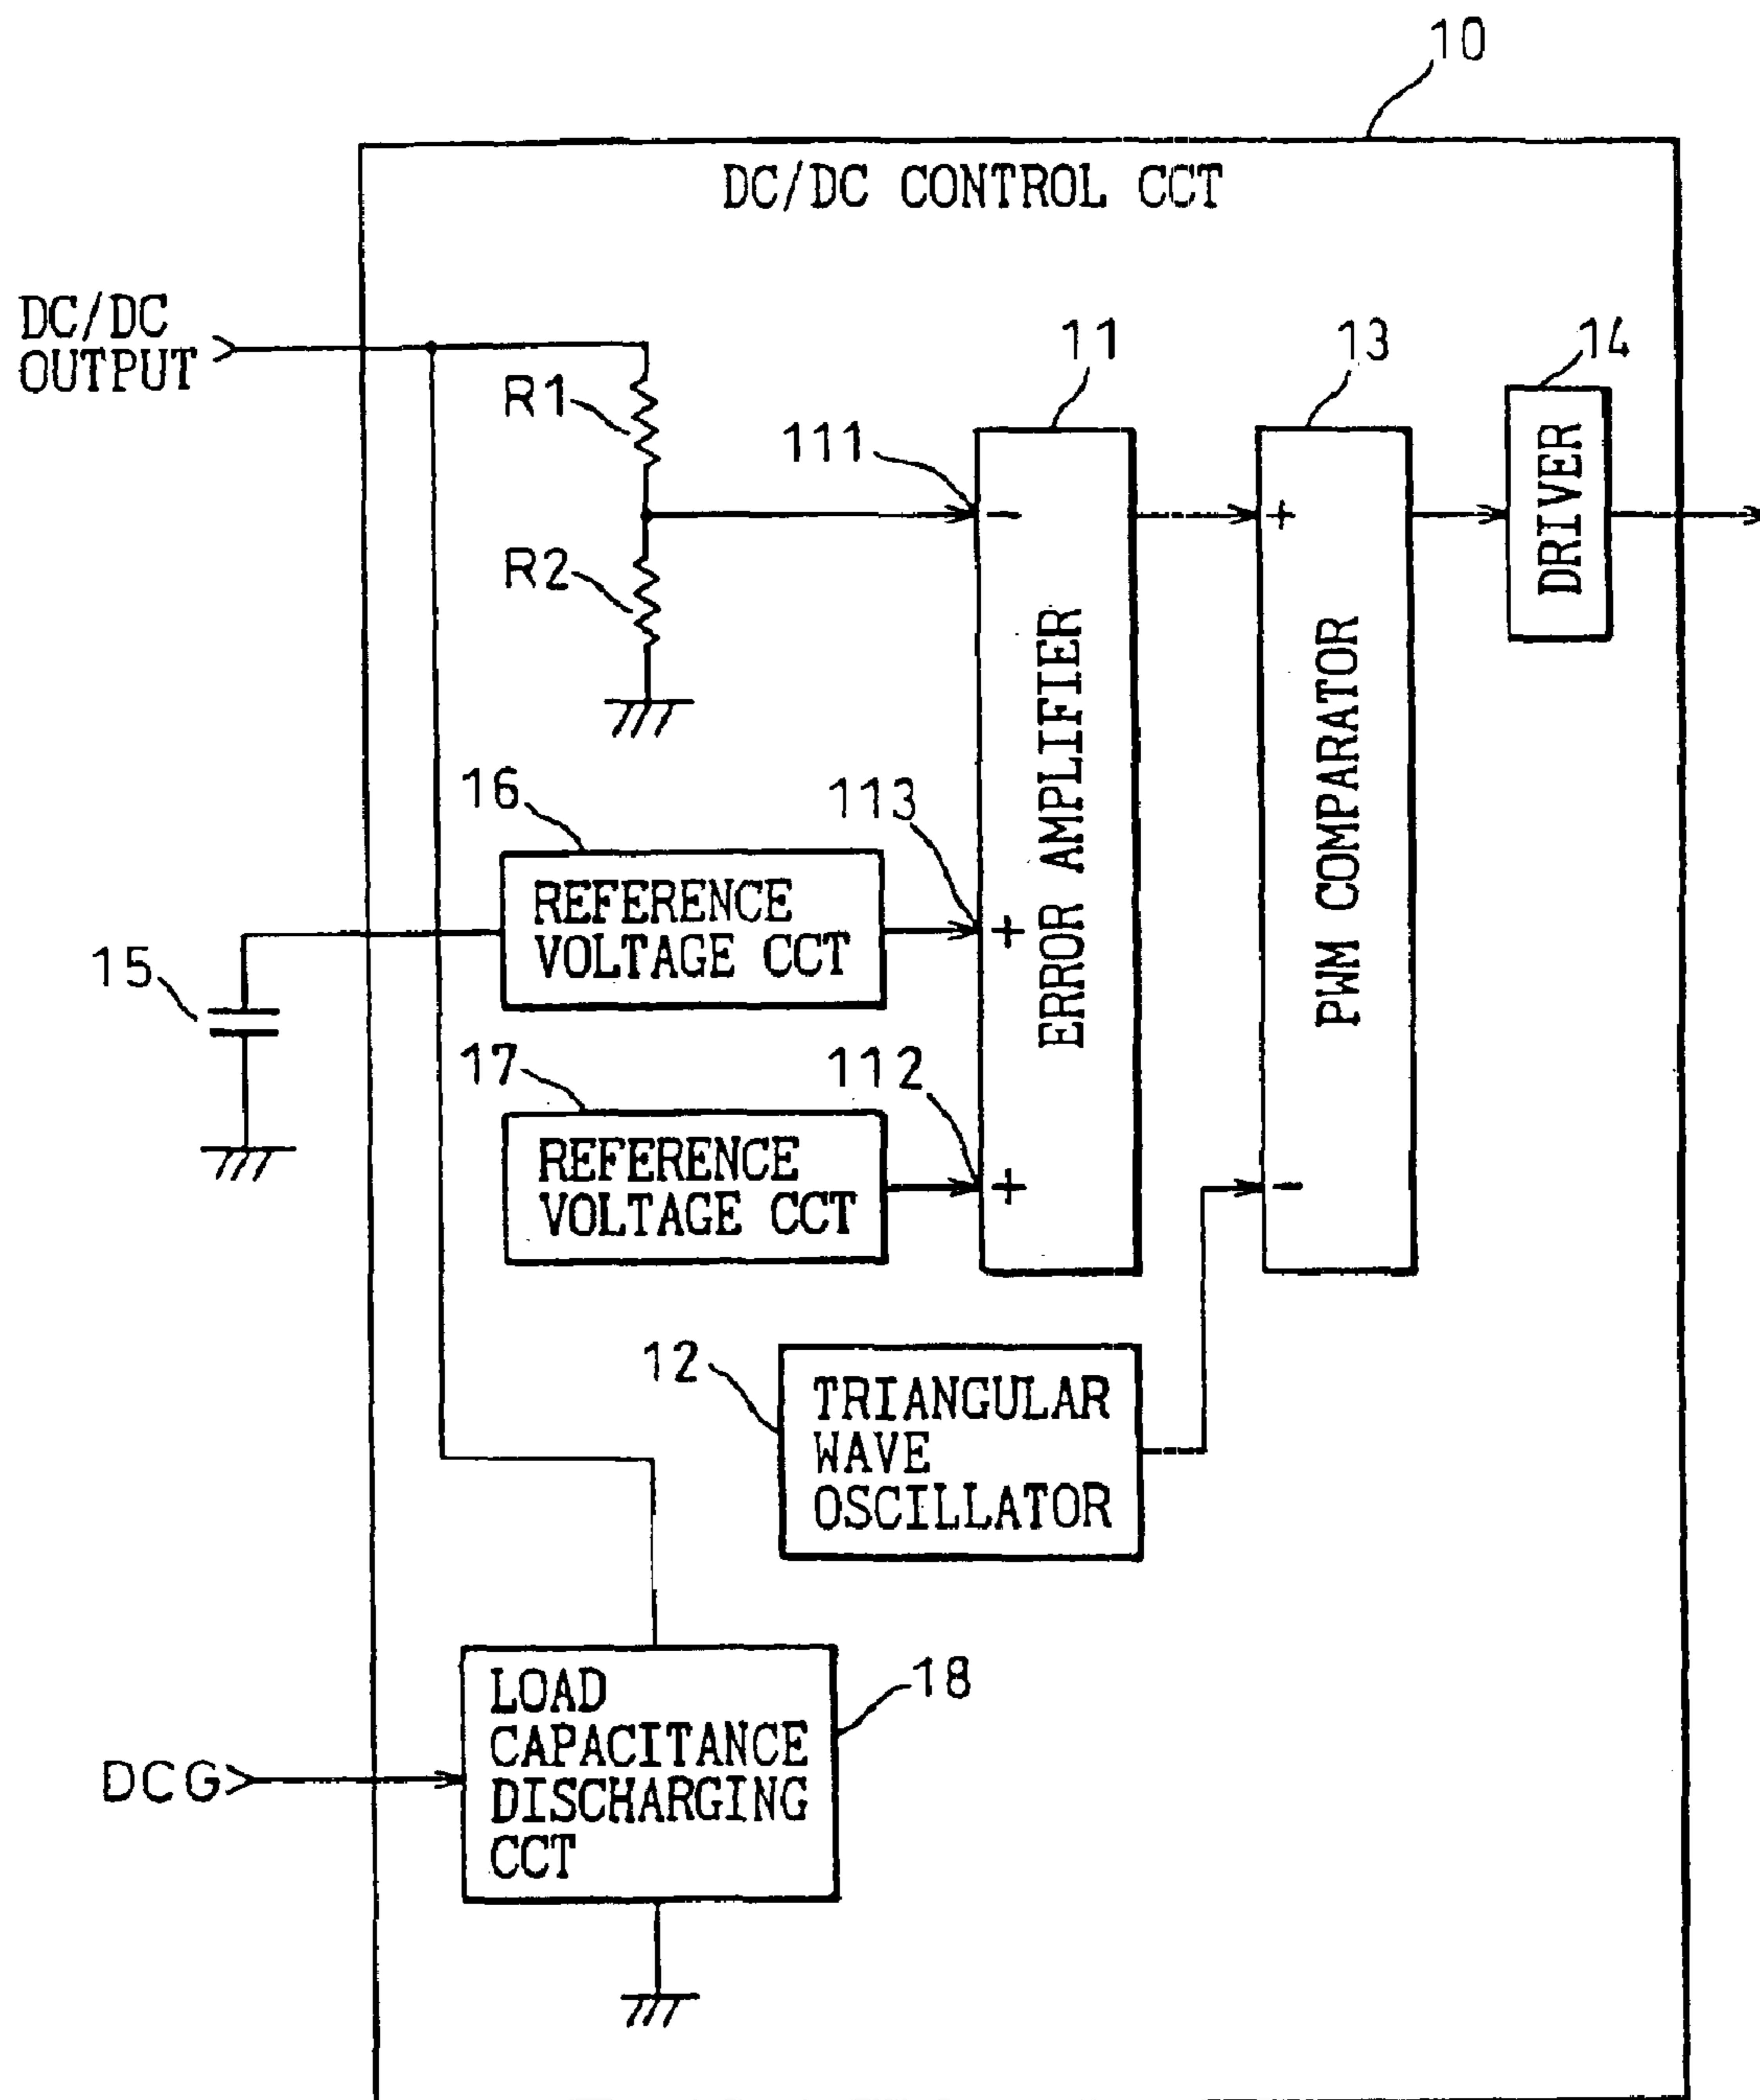 10
DC/DC CONTROL CCT
DC/DC
OUTPUT
R1
R2
111
11
13
14
DRIVER
ERROR AMPLIFIER
PWM COMPARATOR
16
113
REFERENCE
VOLTAGE CCT
15
17
112
REFERENCE
VOLTAGE CCT
12
TRIANGULAR
WAVE
OSCILLATOR
LOAD
CAPACITANCE
DISCHARGING
CCT
18
DCG
-
+
+
+
-